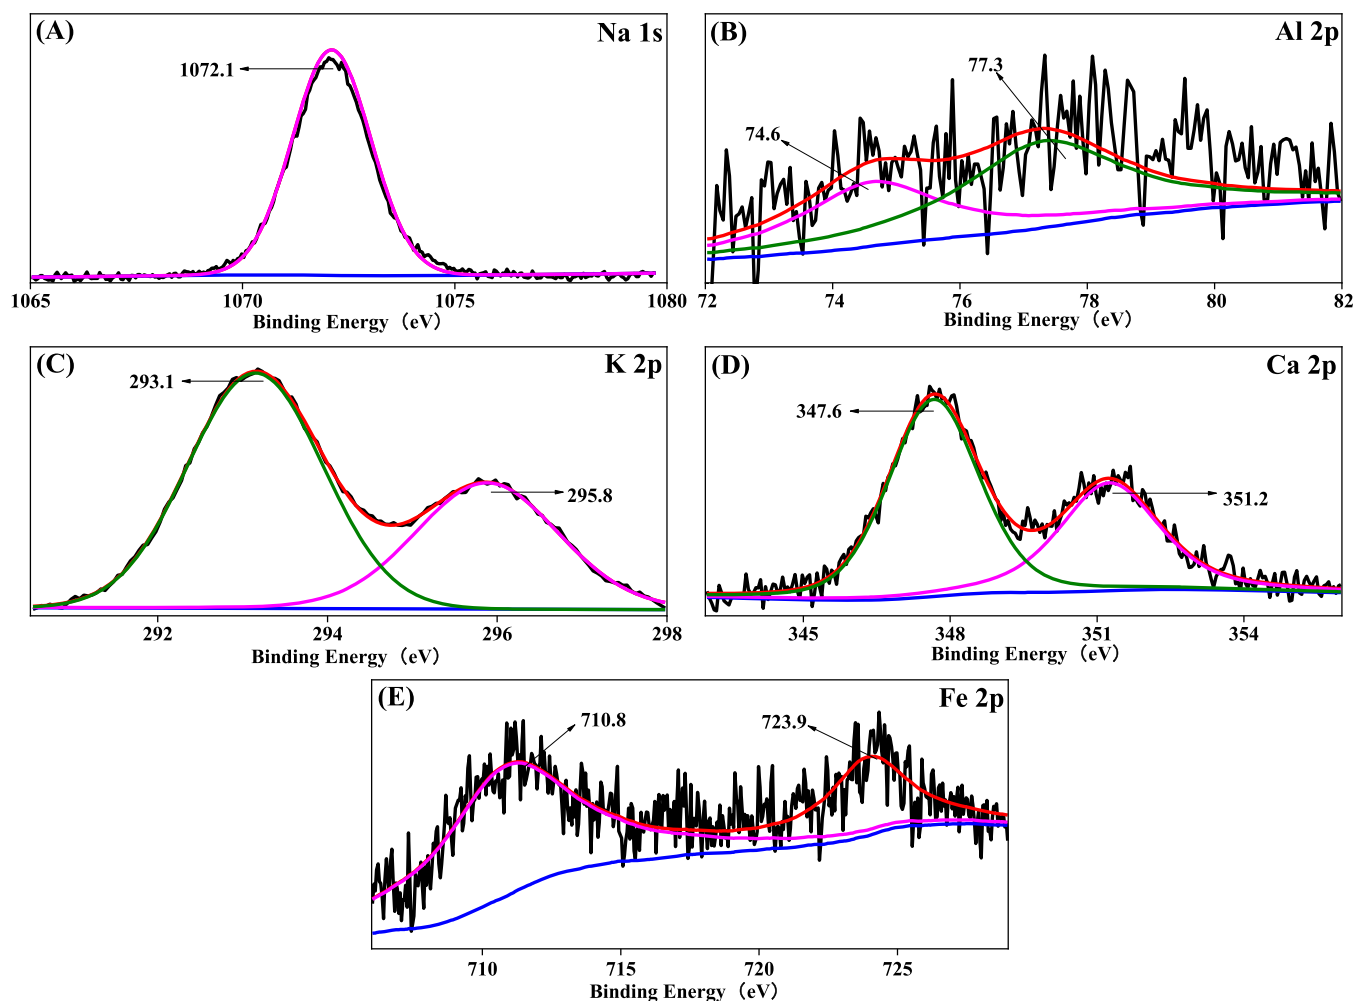 (A) Na 1s
1072.1
1065 1070 1075 1080
Binding Energy（eV）
(B) Al 2p
77.3
74.6
72 74 76 78 80 82
Binding Energy（eV）
(C) K 2p
293.1
295.8
292 294 296 298
Binding Energy（eV）
(D) Ca 2p
347.6
351.2
345 348 351 354
Binding Energy（eV）
(E) Fe 2p
710.8 723.9
710 715 720 725
Binding Energy（eV）